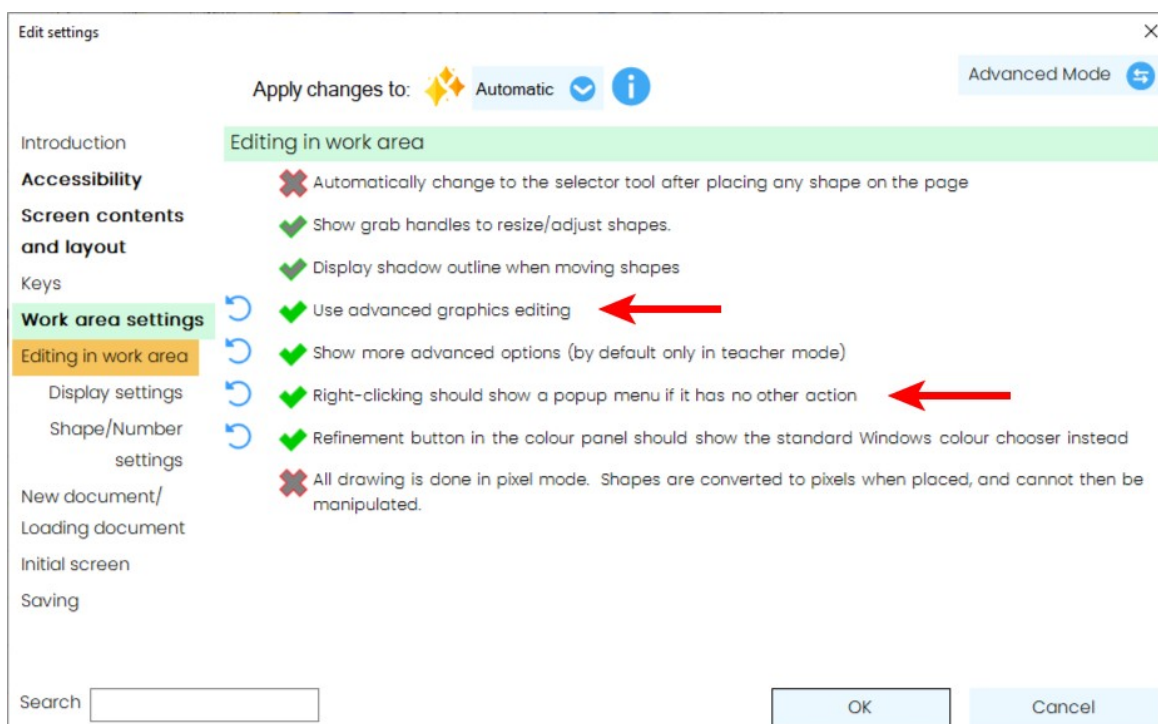 Edit settings
Apply changes to: Automatic
Advanced Mode
Introduction
Accessibility
Screen contents
and layout
Keys
Work area settings
Editing in work area
Display settings
Shape/Number
settings
New document/
Loading document
Initial screen
Saving
Editing in work area
Automatically change to the selector tool after placing any shape on the page
Show grab handles to resize/adjust shapes.
Display shadow outline when moving shapes
Use advanced graphics editing
Show more advanced options (by default only in teacher mode)
Right-clicking should show a popup menu if it has no other action
Refinement button in the colour panel should show the standard Windows colour chooser instead
All drawing is done in pixel mode. Shapes are converted to pixels when placed, and cannot then be
manipulated.
Search
OK
Cancel